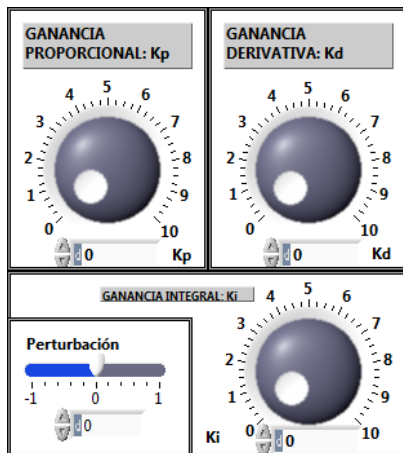 GANANCIA
PROPORCIONAL: Kp
0 1 2 3 4 5 6 7 8 9 10
d 0
Kp
GANANCIA
DERIVATIVA: Kd
0 1 2 3 4 5 6 7 8 9 10
d 0
Kd
GANANCIA INTEGRAL: Ki
0 1 2 3 4 5 6 7 8 9 10
d 0
Ki
Perturbación
-1 0 1
d 0